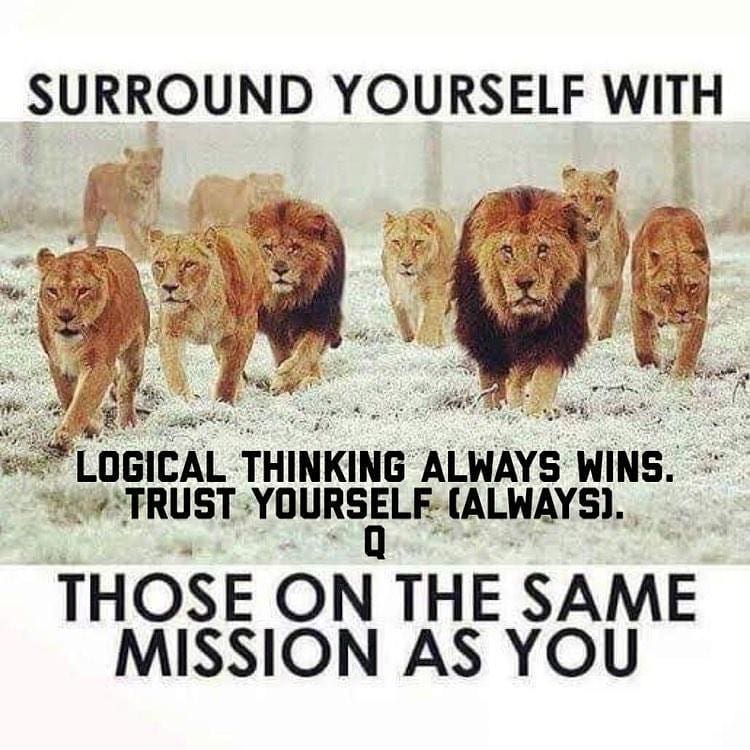 SURROUND YOURSELF WITH
LOGICAL THINKING ALWAYS WINS.
TRUST YOURSELF (ALWAYS).
Q
THOSE ON THE SAME
MISSION AS YOU